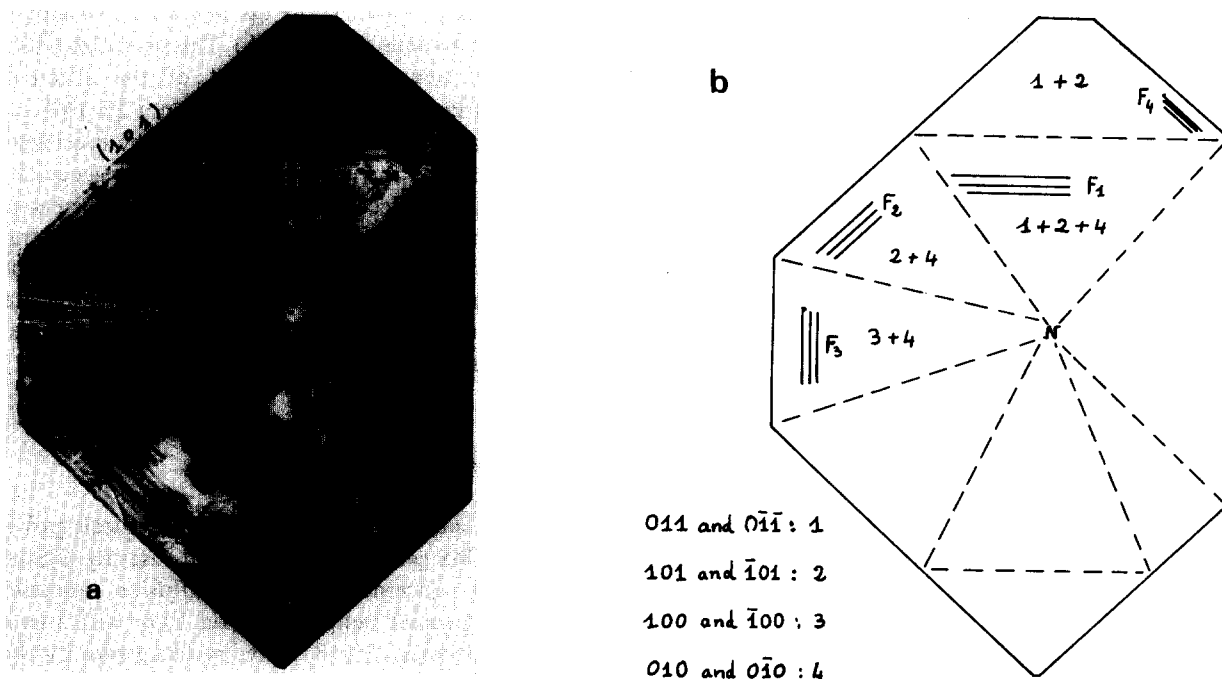 (101)
a
b
1 + 2
F₄
F₁
1 + 2 + 4
F₂
2 + 4
F₃
3 + 4
N
011 and 01̄1̄ : 1
101 and 1̄01 : 2
100 and 1̄00 : 3
010 and 01̄0 : 4